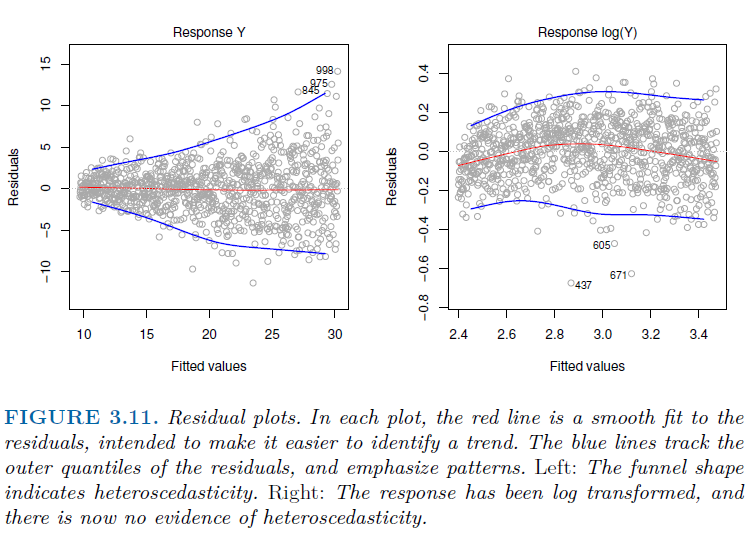 Response Y
Residuals
15
10
5
0
−5
−10
998
975
845
10 15 20 25 30
Fitted values
Response log(Y)
Residuals
0.4
0.2
0.0
−0.2
−0.4
−0.6
−0.8
605
671
437
2.4 2.6 2.8 3.0 3.2 3.4
Fitted values
FIGURE 3.11. Residual plots. In each plot, the red line is a smooth fit to the
residuals, intended to make it easier to identify a trend. The blue lines track the
outer quantiles of the residuals, and emphasize patterns. Left: The funnel shape
indicates heteroscedasticity. Right: The response has been log transformed, and
there is now no evidence of heteroscedasticity.